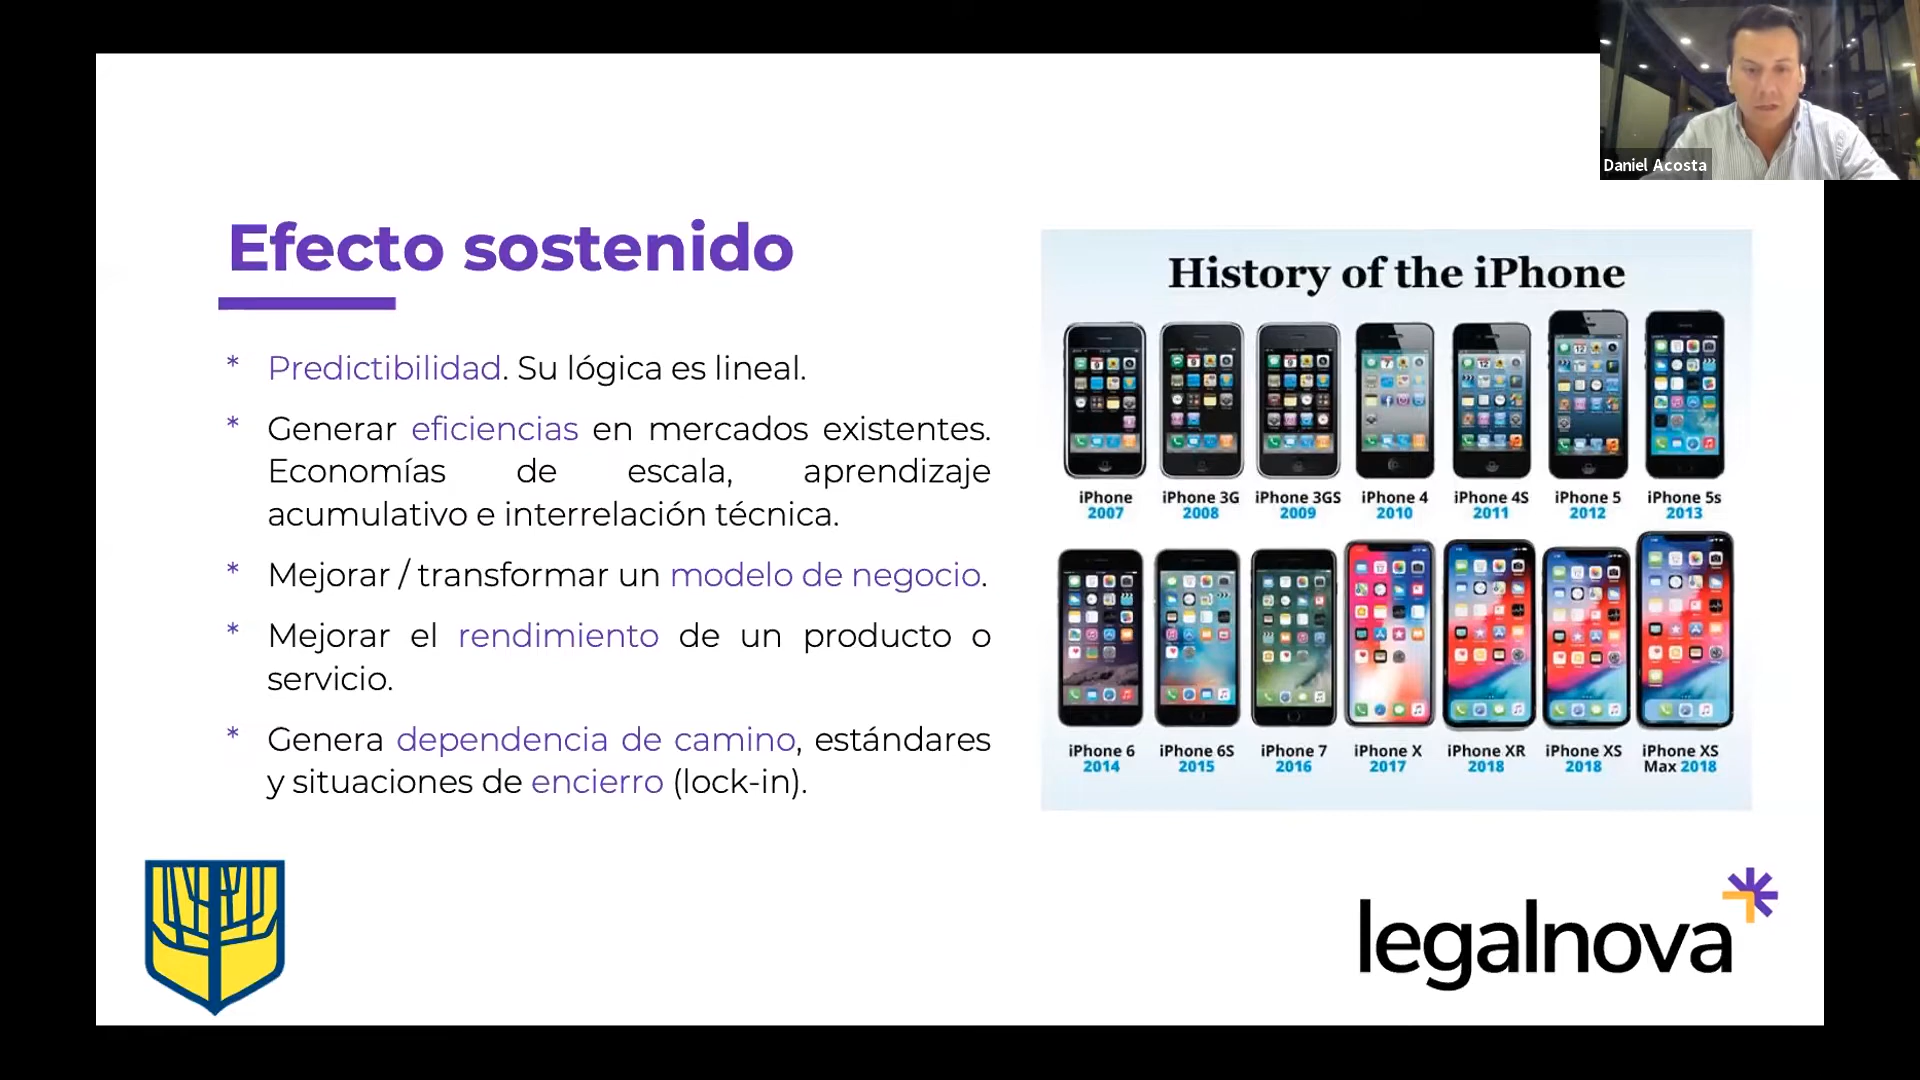 Daniel Acosta
Efecto sostenido
* Predictibilidad. Su lógica es lineal.
* Generar eficiencias en mercados existentes.
Economías de escala, aprendizaje
acumulativo e interrelación técnica.
* Mejorar / transformar un modelo de negocio.
* Mejorar el rendimiento de un producto o
servicio.
* Genera dependencia de camino, estándares
y situaciones de encierro (lock-in).
History of the iPhone
iPhone iPhone 3G iPhone 3GS iPhone 4 iPhone 4S iPhone 5 iPhone 5s
2007 2008 2009 2010 2011 2012 2013
iPhone 6 iPhone 6S iPhone 7 iPhone X iPhone XR iPhone XS iPhone XS
2014 2015 2016 2017 2018 2018 Max 2018
legalnova